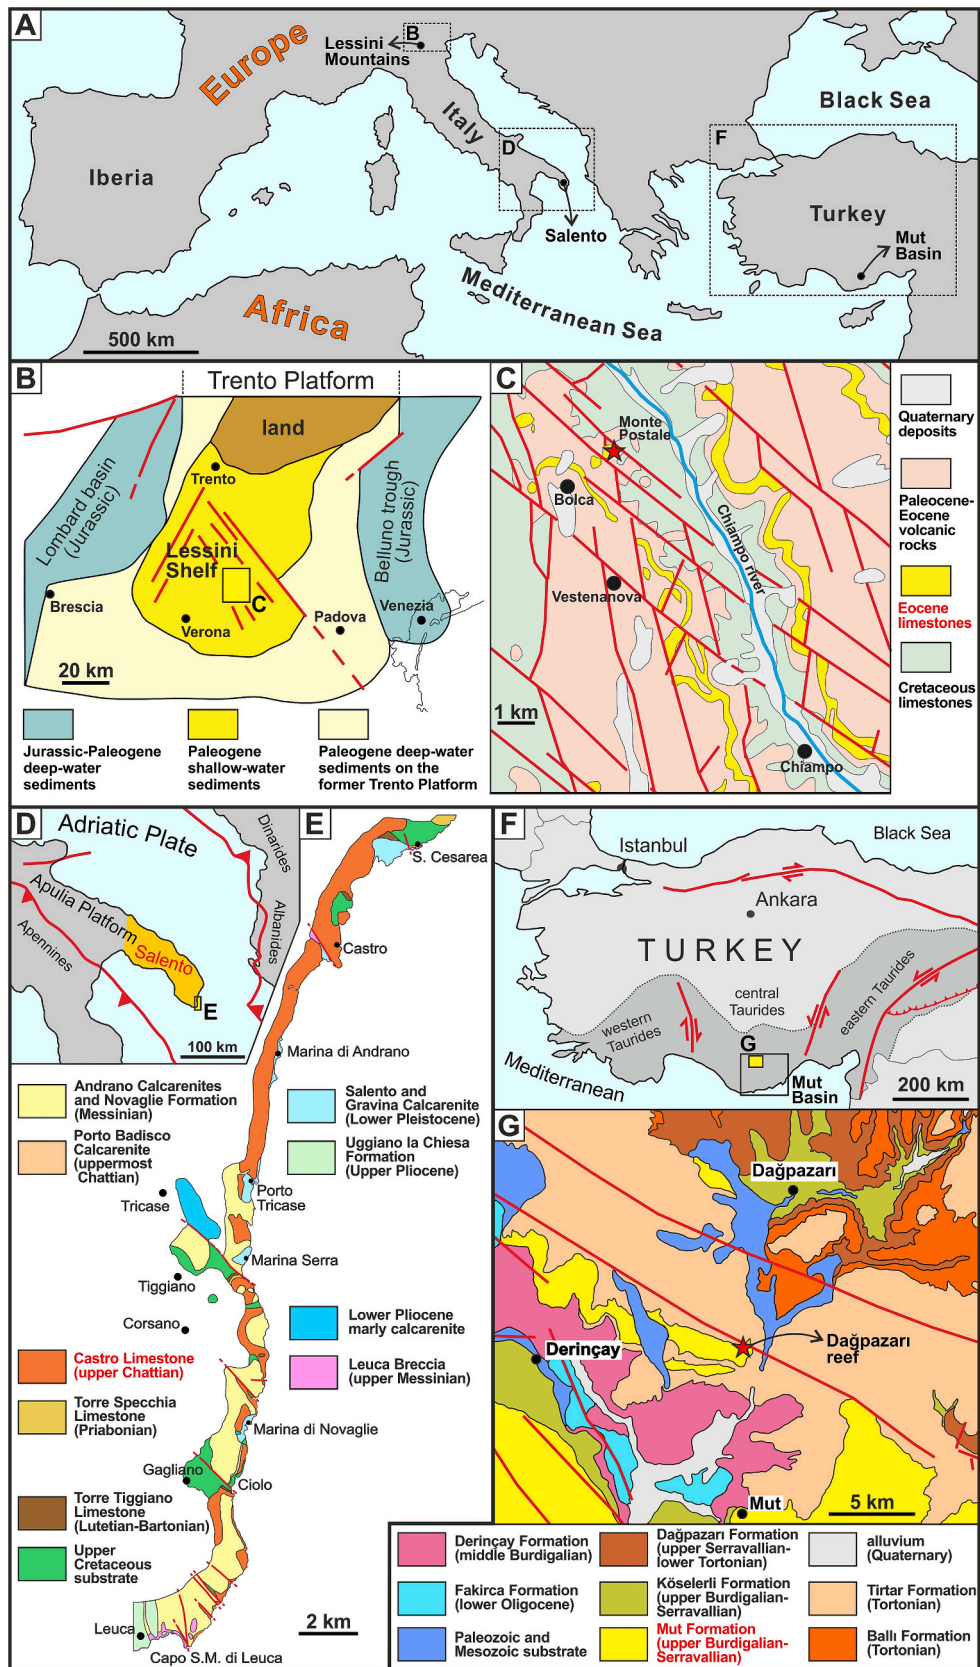 A
Europe
Lessini
Mountains
B
Italy
Iberia
D
Salento
Black Sea
F
Turkey
Mut
Basin
Mediterranean Sea
Africa
500 km
B
Trento Platform
land
Trento
Lombard basin
(Jurassic)
Belluno trough
(Jurassic)
Lessini
Shelf
C
Brescia
Verona
Padova
Venezia
20 km
Jurassic-Paleogene
deep-water
sediments
Paleogene
shallow-water
sediments
Paleogene deep-water
sediments on the
former Trento Platform
C
Monte
Postale
Bolca
Chiampo river
Vestenanova
1 km
Chiampo
Quaternary
deposits
Paleocene-
Eocene
volcanic
rocks
Eocene
limestones
Cretaceous
limestones
D
Adriatic Plate
Dinarides
Apulia Platform
Albanides
Apennines
Salento
E
100 km
E
S. Cesarea
Castro
Marina di Andrano
Porto
Tricase
Tricase
Marina Serra
Tiggiano
Corsano
Marina di Novaglie
Gagliano
Ciolo
Leuca
Capo S.M. di Leuca
2 km
Andrano Calcarenites
and Novaglie Formation
(Messinian)
Porto Badisco
Calcarenite
(uppermost
Chattian)
Salento and
Gravina Calcarenite
(Lower Pleistocene)
Uggiano la Chiesa
Formation
(Upper Pliocene)
Lower Pliocene
marly calcarenite
Leuca Breccia
(upper Messinian)
Castro Limestone
(upper Chattian)
Torre Specchia
Limestone
(Priabonian)
Torre Tiggiano
Limestone
(Lutetian-Bartonian)
Upper
Cretaceous
substrate
F
Black Sea
Istanbul
Ankara
TURKEY
western
Taurides
central
Taurides
eastern Taurides
G
Mediterranean
Mut
Basin
200 km
G
Dağpazarı
Derinçay
Dağpazarı
reef
Mut
5 km
Derinçay Formation
(middle Burdigalian)
Fakirca Formation
(lower Oligocene)
Paleozoic and
Mesozoic substrate
Dağpazarı Formation
(upper Serravallian-
lower Tortonian)
Köselerli Formation
(upper Burdigalian-
Serravallian)
Mut Formation
(upper Burdigalian-
Serravallian)
alluvium
(Quaternary)
Tirtar Formation
(Tortonian)
Ballı Formation
(Tortonian)